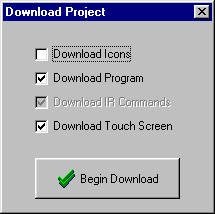 Download Project
Download Icons
Download Program
Download IR Commands
Download Touch Screen
Begin Download